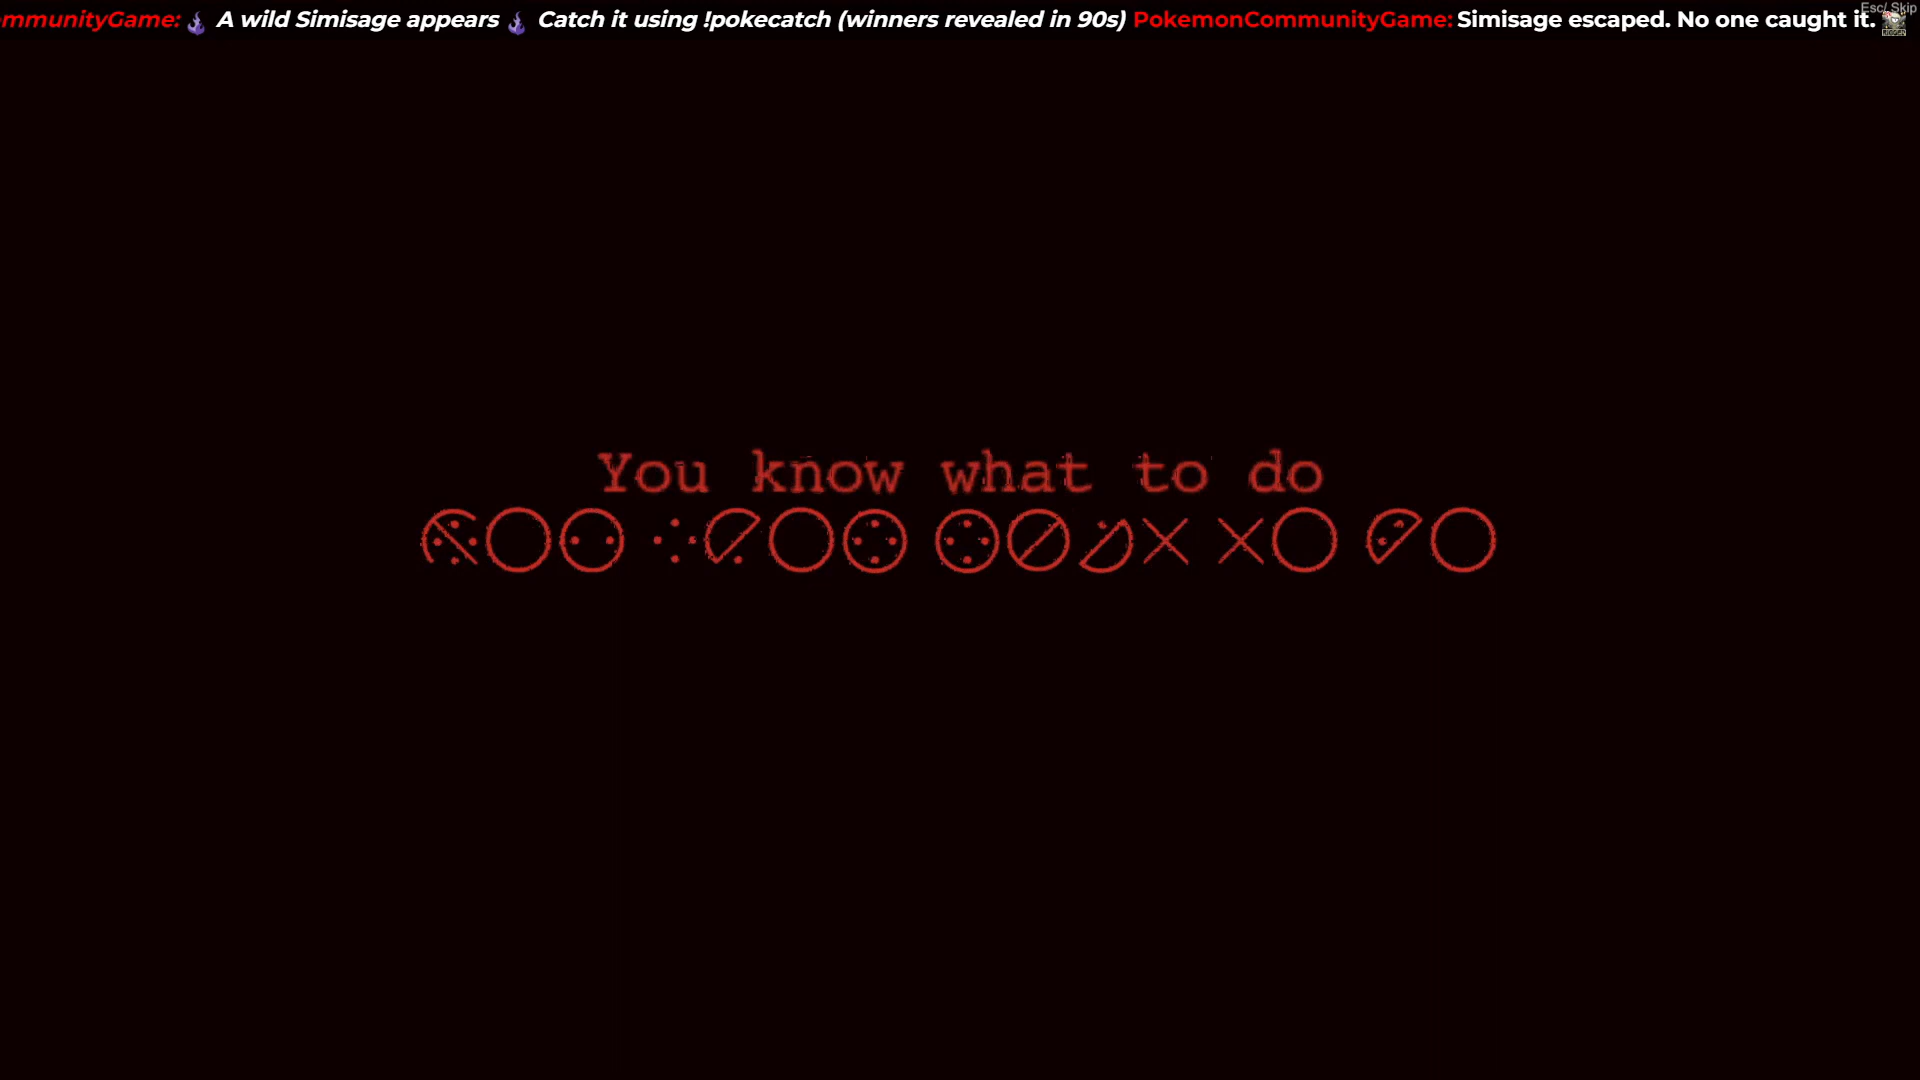 mmunityGame: A wild Simisage appears Catch it using !pokecatch (winners revealed in 90s) PokemonCommunityGame: Simisage escaped. No one caught it.
Esc/ Skip
You know what to do